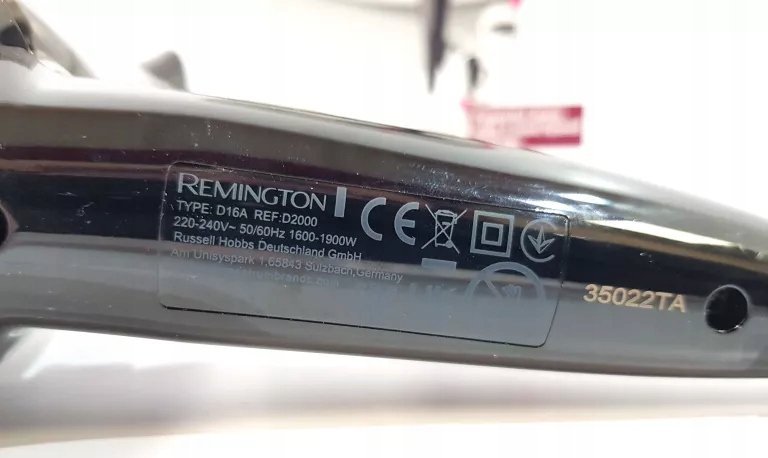 REMINGTON
TYPE: D16A REF:D2000
220-240V~ 50/60Hz 1600-1900W
Russell Hobbs Deutschland GmbH
Am Unisyspark 1,65843 Sulzbach,Germany
35022TA